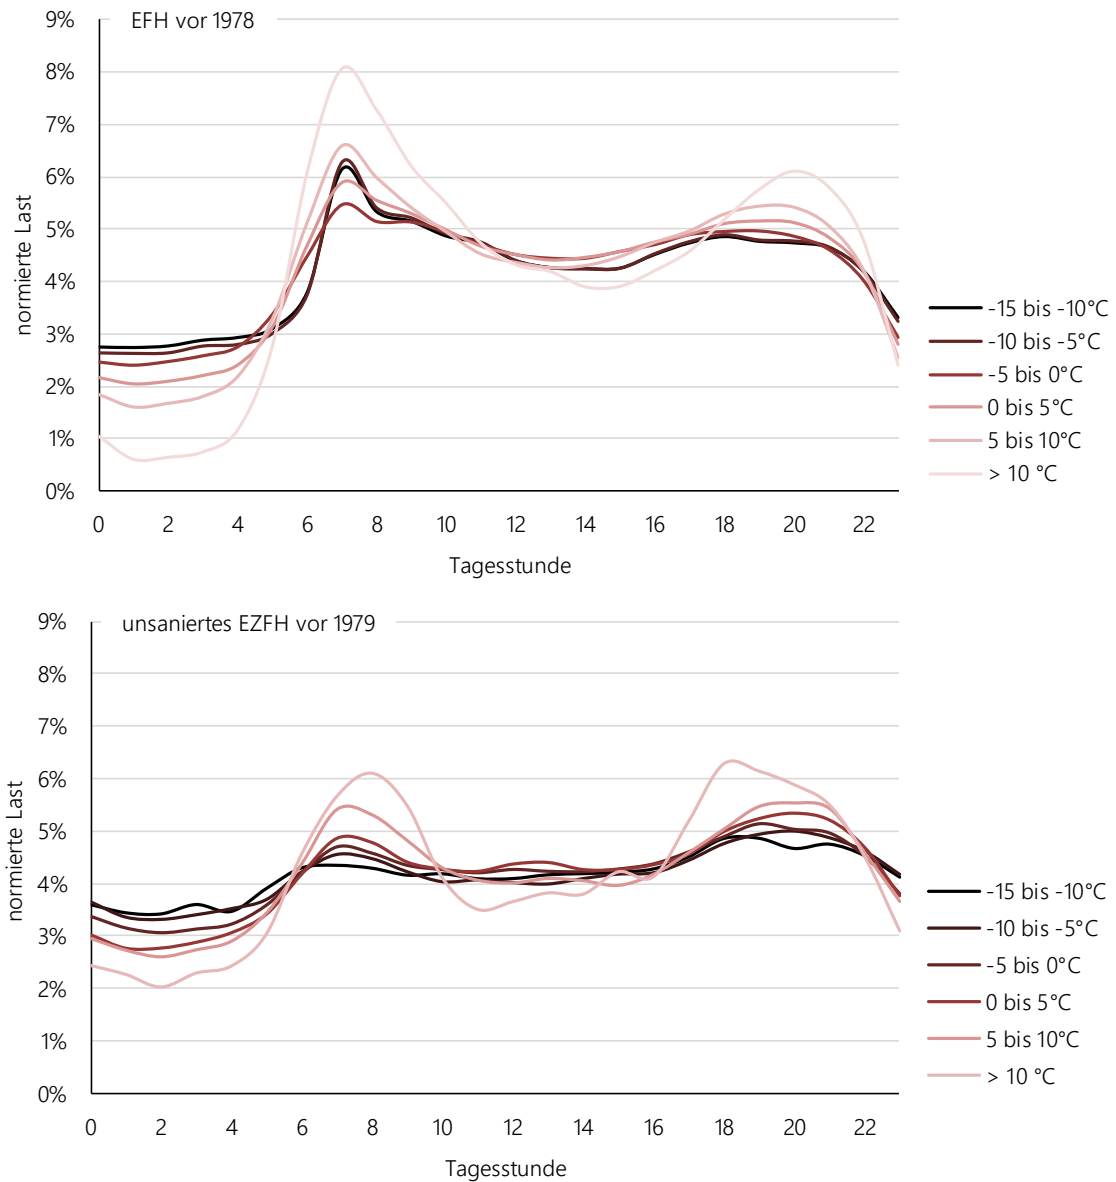 EFH vor 1978
9%
8%
7%
6%
5%
4%
3%
2%
1%
0%
normierte Last
0 2 4 6 8 10 12 14 16 18 20 22
Tagesstunde
-15 bis -10°C
-10 bis -5°C
-5 bis 0°C
0 bis 5°C
5 bis 10°C
> 10 °C
unsaniertes EZFH vor 1979
9%
8%
7%
6%
5%
4%
3%
2%
1%
0%
normierte Last
0 2 4 6 8 10 12 14 16 18 20 22
Tagesstunde
-15 bis -10°C
-10 bis -5°C
-5 bis 0°C
0 bis 5°C
5 bis 10°C
> 10 °C